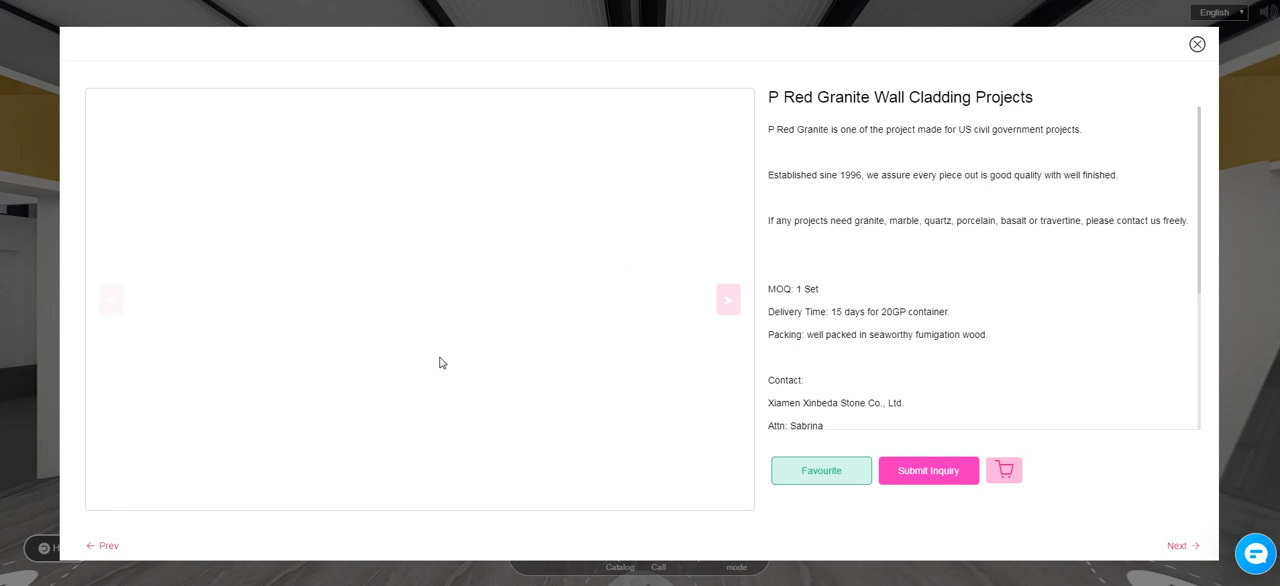 English
P Red Granite Wall Cladding Projects
P Red Granite is one of the project made for US civil government projects.
Established sine 1996, we assure every piece out is good quality with well finished.
If any projects need granite, marble, quartz, porcelain, basalt or travertine, please contact us freely.
MOQ: 1 Set
Delivery Time: 15 days for 20GP container.
Packing: well packed in seaworthy fumigation wood.
Contact:
Xiamen Xinbeda Stone Co., Ltd.
Attn: Sabrina
Favourite
Submit Inquiry
Prev
Next
Catalog
Call
mode